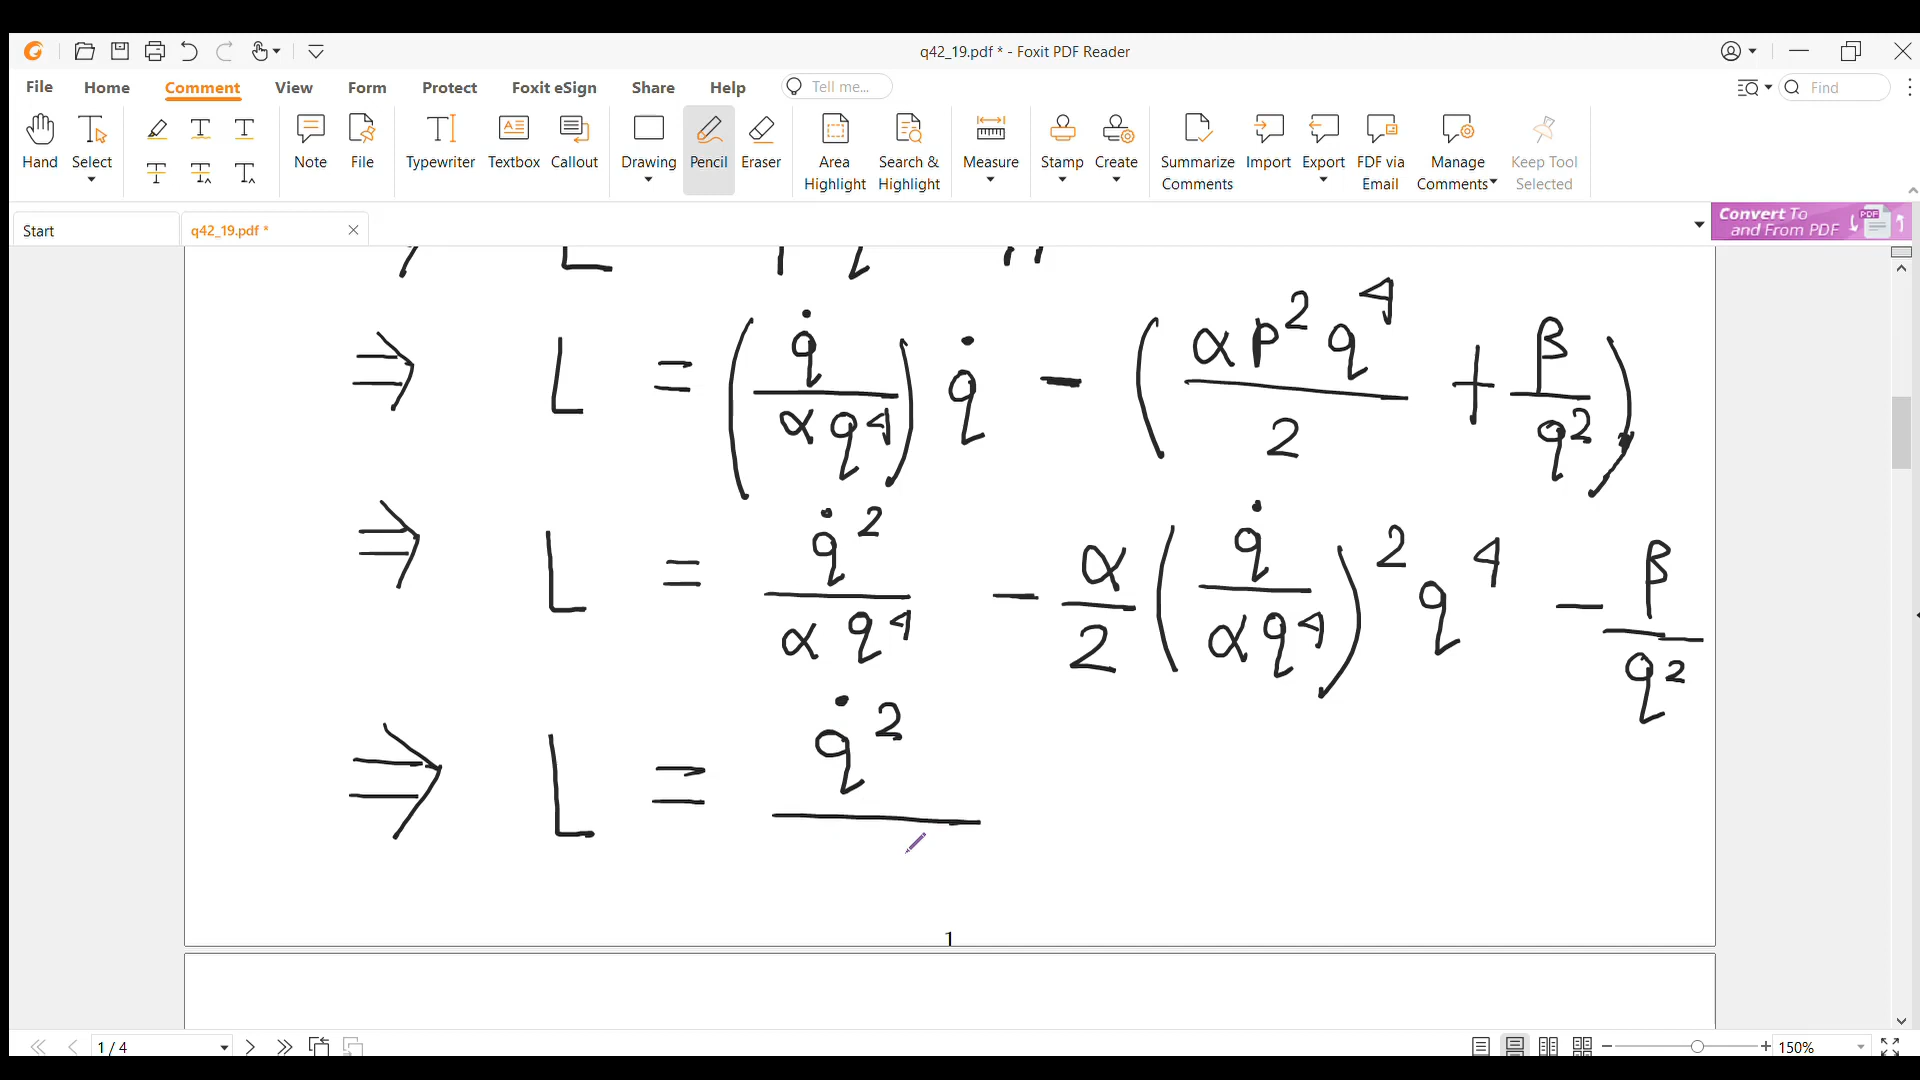 q42_19.pdf * - Foxit PDF Reader
File Home Comment View Form Protect Foxit eSign Share Help Tell me... Find
Hand Select Note File Typewriter Textbox Callout Drawing Pencil Eraser Area Highlight Search & Highlight Measure Stamp Create Summarize Comments Import Export FDF via Email Manage Comments Keep Tool Selected
Start q42_19.pdf * Convert To and From PDF
⇒ L = (q̇ / αq⁴) q̇ − (αp²q⁴ / 2 + β / q²)
⇒ L = q̇² / αq⁴ − α/2 (q̇ / αq⁴)² q⁴ − β / q²
⇒ L = q̇²
1
1 / 4 150%